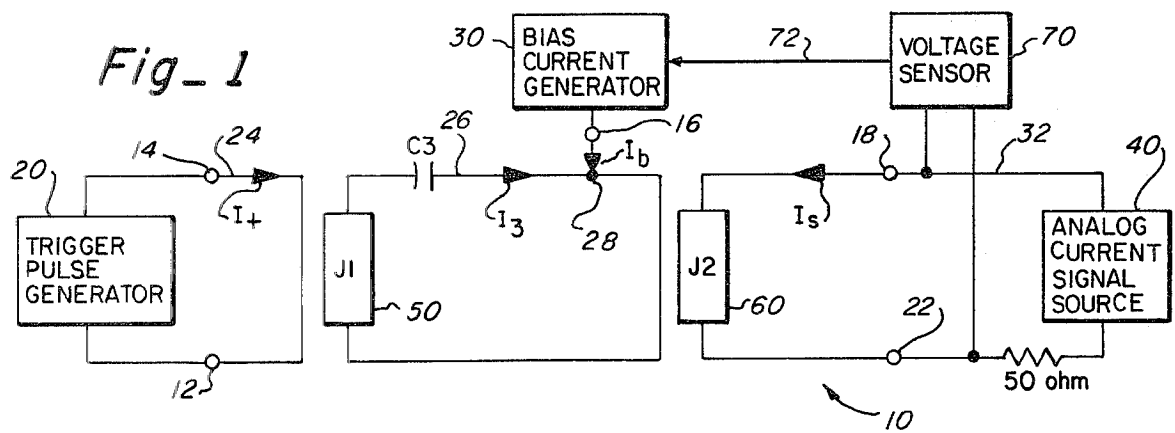 Fig_1
30
BIAS
CURRENT
GENERATOR
72
VOLTAGE
SENSOR
70
16
I_b
14
24
20
I+
TRIGGER
PULSE
GENERATOR
12
C3
26
I_3
28
J1
50
18
32
I_s
J2
60
22
40
ANALOG
CURRENT
SIGNAL
SOURCE
50 ohm
10